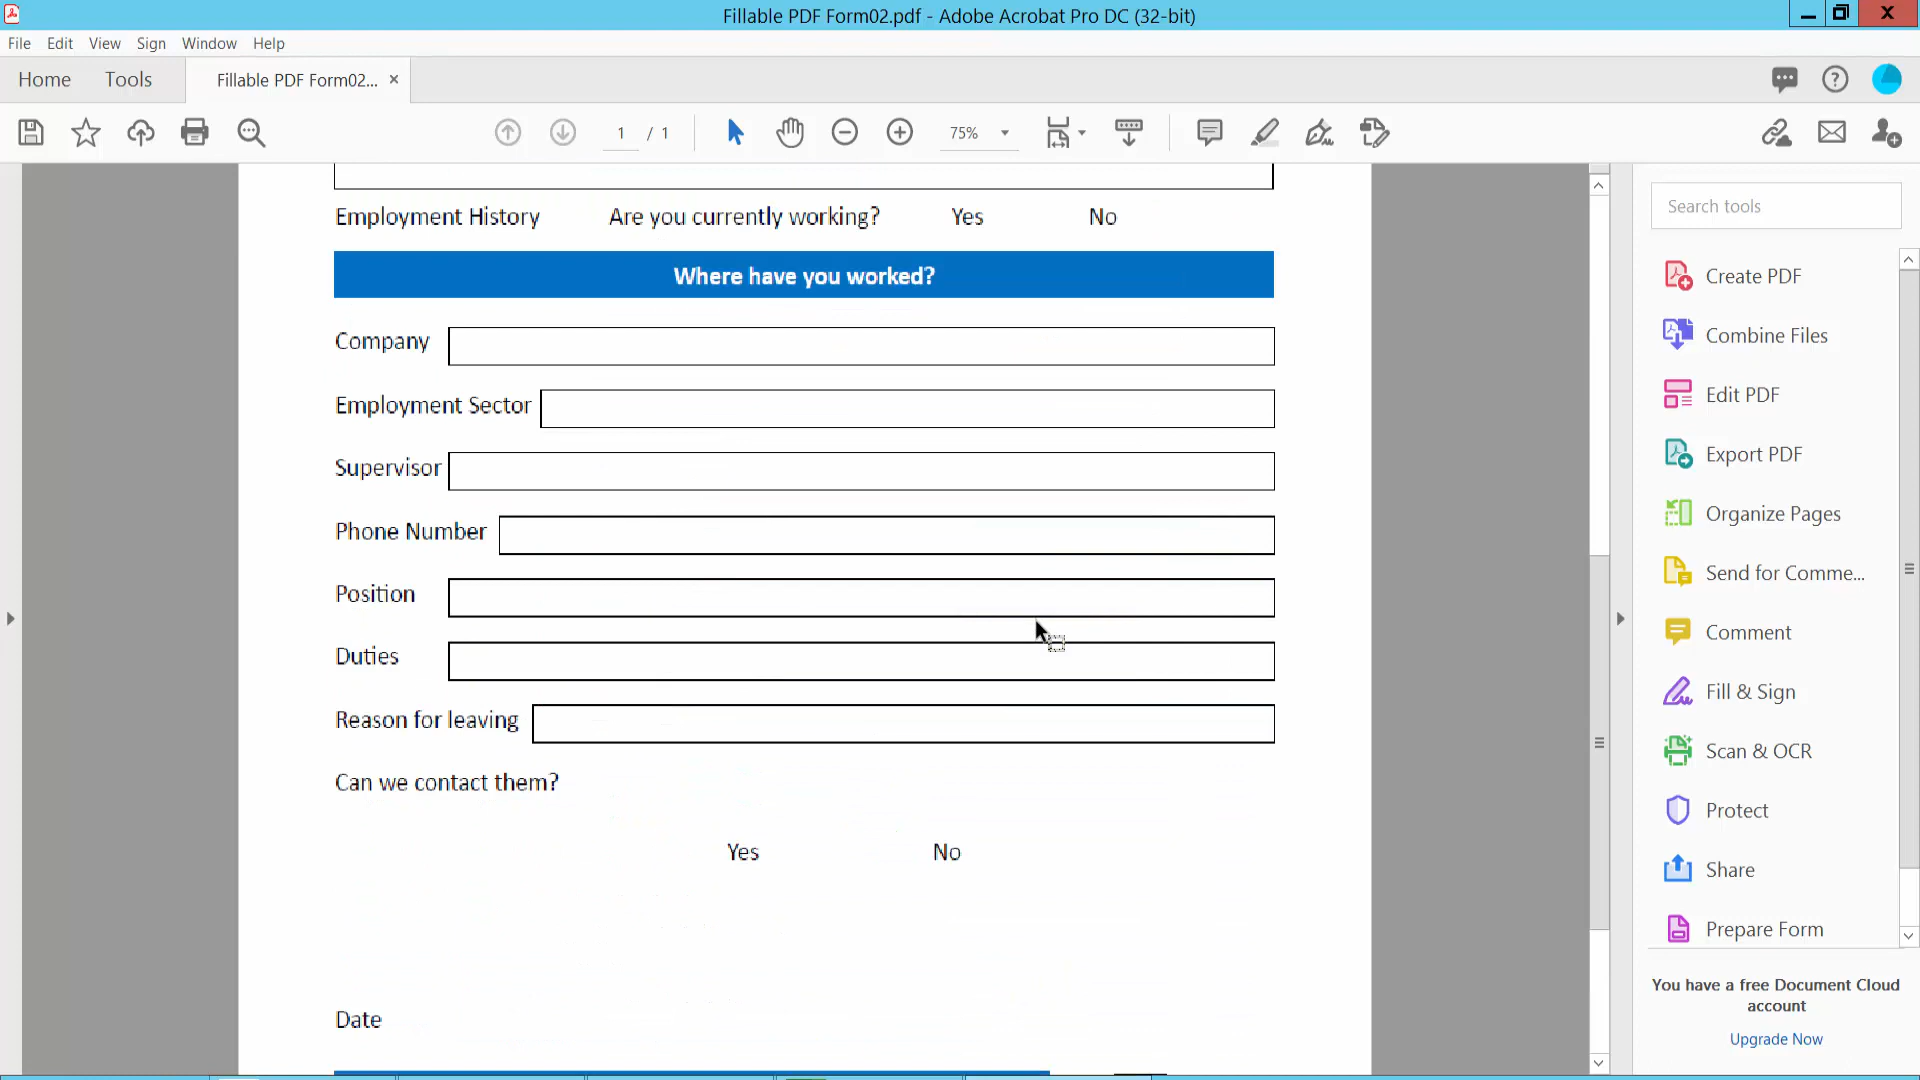 Fillable PDF Form02.pdf - Adobe Acrobat Pro DC (32-bit)
File Edit View Sign Window Help
Home Tools Fillable PDF Form02... ×
1 / 1 75%
Employment History Are you currently working? Yes No
Where have you worked?
Company
Employment Sector
Supervisor
Phone Number
Position
Duties
Reason for leaving
Can we contact them?
Yes No
Date
Search tools
Create PDF
Combine Files
Edit PDF
Export PDF
Organize Pages
Send for Comme...
Comment
Fill & Sign
Scan & OCR
Protect
Share
Prepare Form
You have a free Document Cloud
account
Upgrade Now